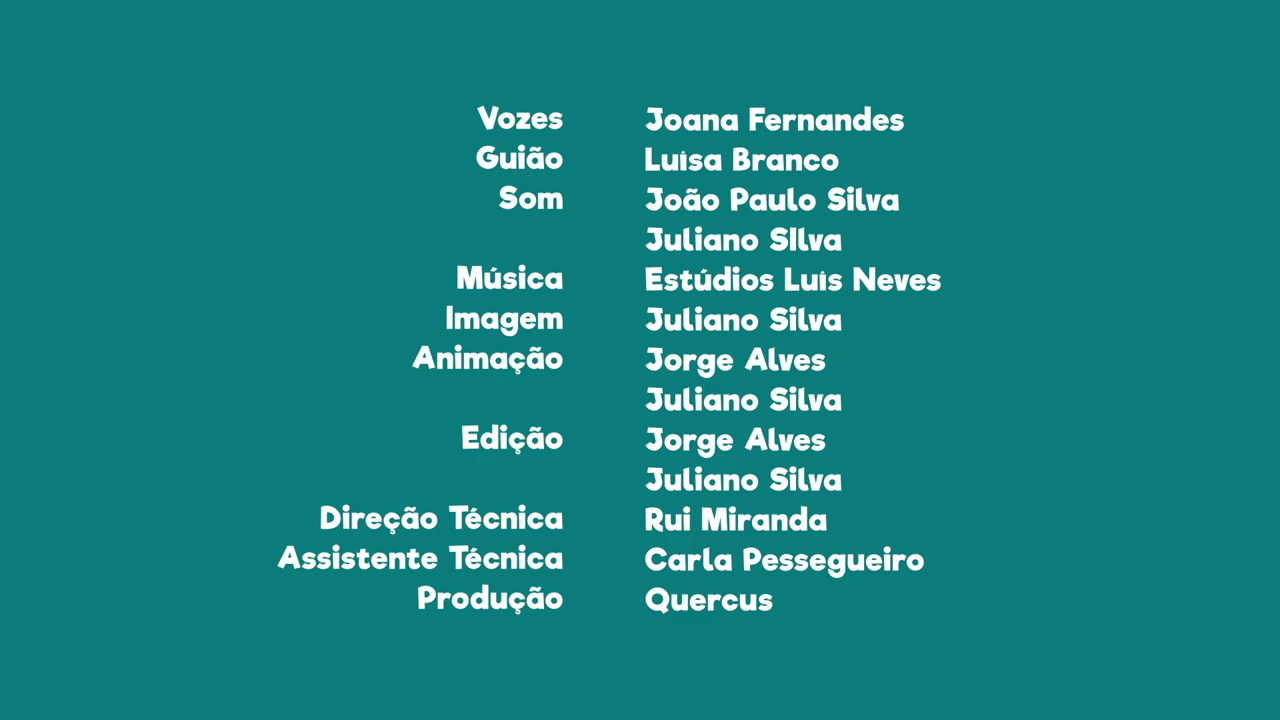 Vozes Joana Fernandes
Guião Luísa Branco
Som João Paulo Silva
Juliano SIlva
Música Estúdios Luís Neves
Imagem Juliano Silva
Animação Jorge Alves
Juliano Silva
Edição Jorge Alves
Juliano Silva
Direção Técnica Rui Miranda
Assistente Técnica Carla Pessegueiro
Produção Quercus